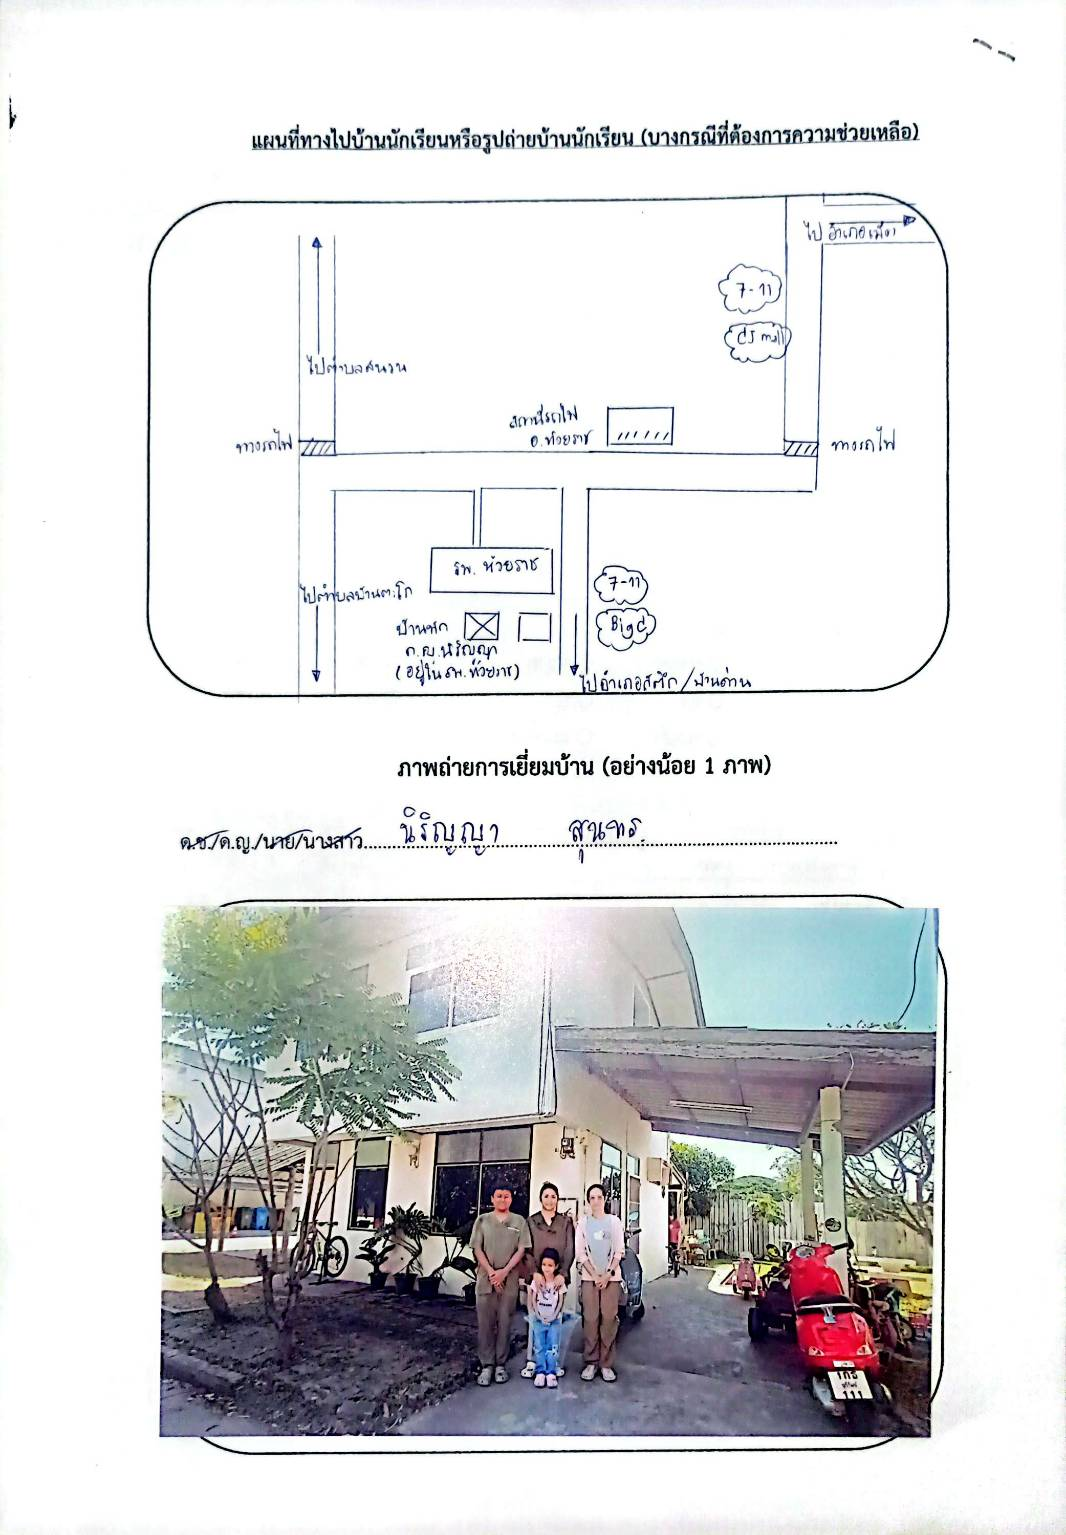 แผนที่ทางไปบ้านนักเรียนหรือรูปถ่ายบ้านนักเรียน (บางกรณีที่ต้องการความช่วยเหลือ)
ไป อำเภอเมือง
7-11
CJ mall
ไปตำบลสนวน
สถานีรถไฟ
อ.ห้วยราช
ทางรถไฟ
ทางรถไฟ
รพ. ห้วยราช
7-11
ไปตำบลบ้านตะโก
บ้านพัก
Big C
ด.ญ.นิริญญา
(อยู่ใน รพ.ห้วยราช)
ไปอำเภอสตึก/บ้านด่าน
ภาพถ่ายการเยี่ยมบ้าน (อย่างน้อย 1 ภาพ)
ด.ช./ด.ญ./นาย/นางสาว นิริญญา สุนทร
111